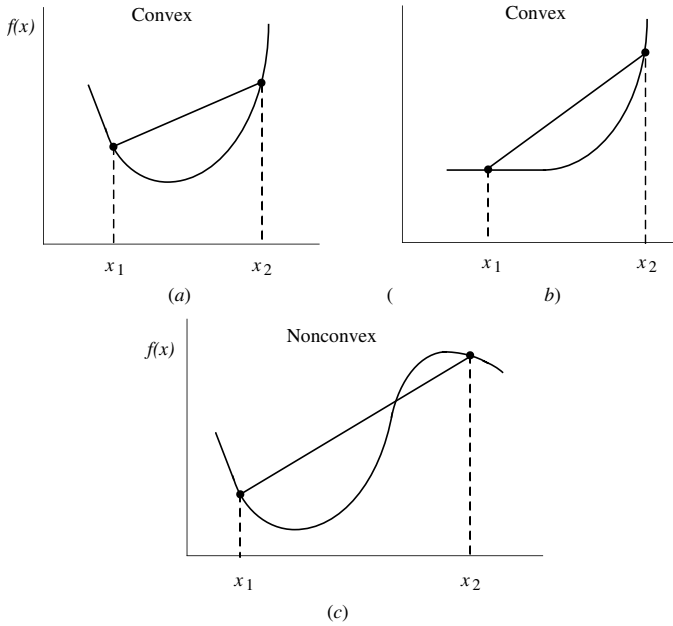 Convex
f(x)
x1 x2
(a)
Convex
x1 x2
( b)
Nonconvex
f(x)
x1 x2
(c)